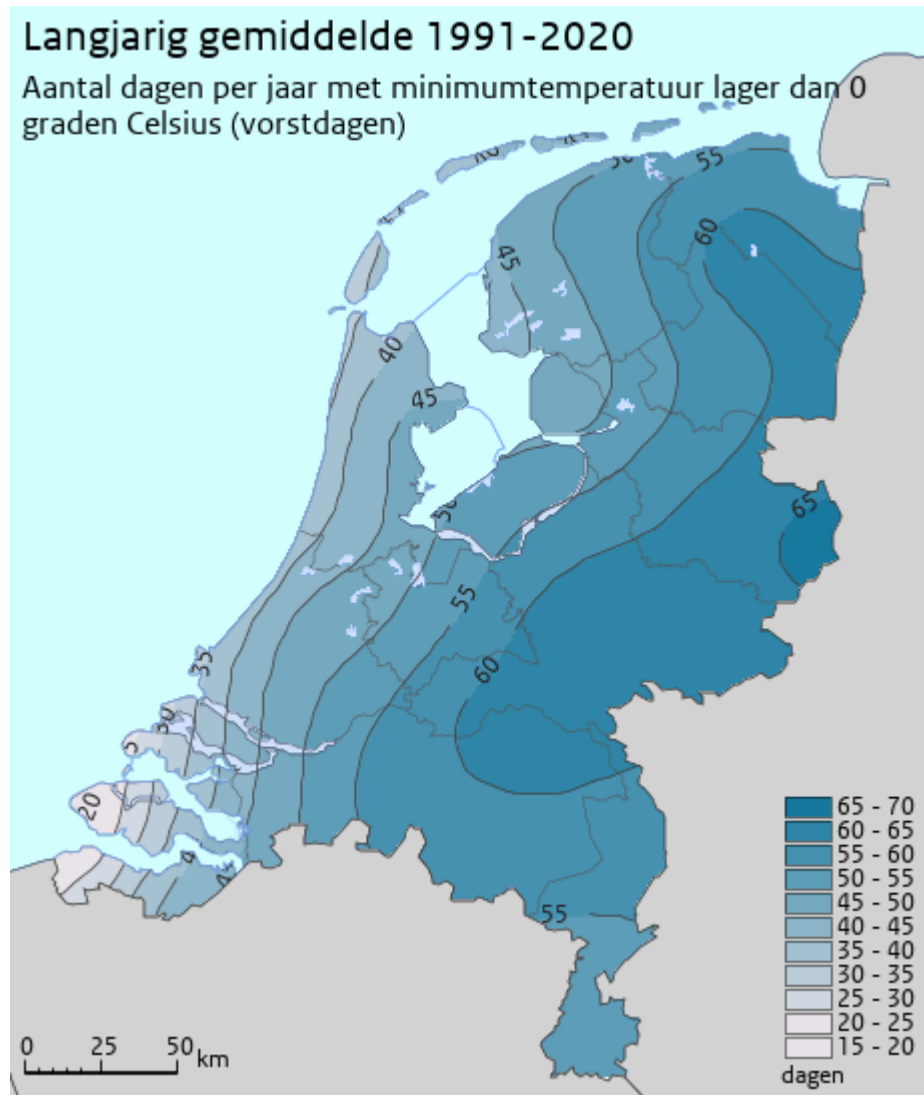 Langjarig gemiddelde 1991-2020
Aantal dagen per jaar met minimumtemperatuur lager dan 0
graden Celsius (vorstdagen)
55
60
45
40
45
65
50
55
35
60
20
55
65 - 70
60 - 65
55 - 60
50 - 55
45 - 50
40 - 45
35 - 40
30 - 35
25 - 30
20 - 25
15 - 20
dagen
0 25 50 km